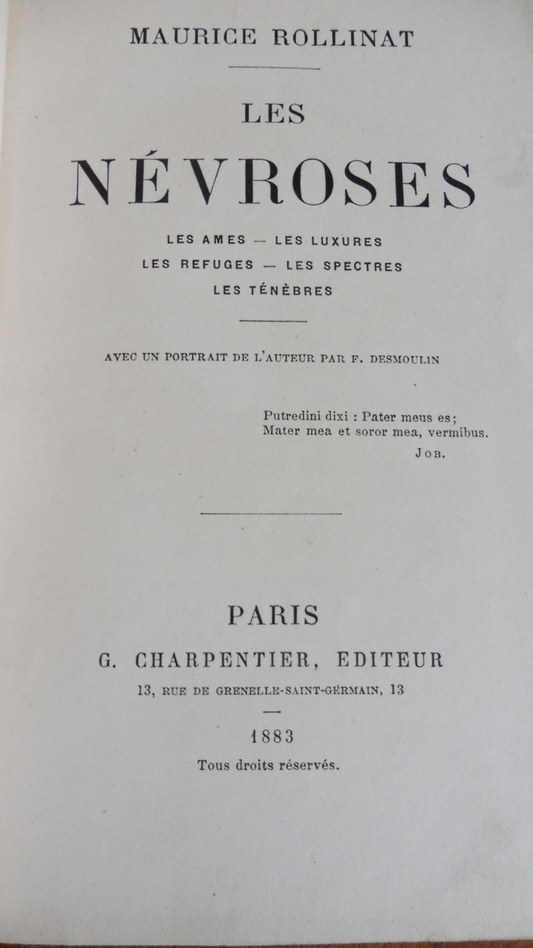 MAURICE ROLLINAT
LES
NÉVROSES
LES AMES — LES LUXURES
LES REFUGES — LES SPECTRES
LES TÉNÈBRES
AVEC UN PORTRAIT DE L'AUTEUR PAR F. DESMOULIN
Putredini dixi : Pater meus es;
Mater mea et soror mea, vermibus.
JOB.
PARIS
G. CHARPENTIER, EDITEUR
13, RUE DE GRENELLE-SAINT-GERMAIN, 13
1883
Tous droits réservés.